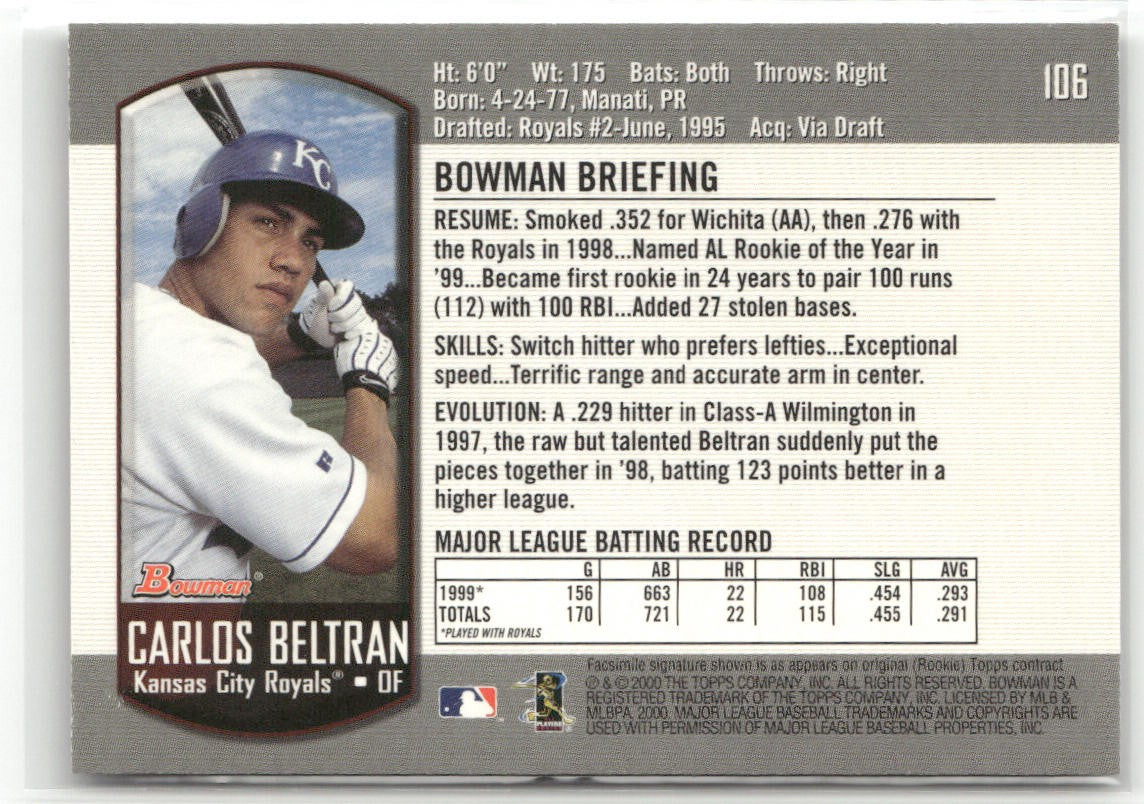 Ht: 6'0" Wt: 175 Bats: Both Throws: Right
106
Born: 4-24-77, Manati, PR
Drafted: Royals #2-June, 1995 Acq: Via Draft
KC
BOWMAN BRIEFING
RESUME: Smoked .352 for Wichita (AA), then .276 with
the Royals in 1998...Named AL Rookie of the Year in
'99...Became first rookie in 24 years to pair 100 runs
(112) with 100 RBI...Added 27 stolen bases.
SKILLS: Switch hitter who prefers lefties...Exceptional
speed...Terrific range and accurate arm in center.
EVOLUTION: A .229 hitter in Class-A Wilmington in
1997, the raw but talented Beltran suddenly put the
pieces together in '98, batting 123 points better in a
higher league.
MAJOR LEAGUE BATTING RECORD
G AB HR RBI SLG AVG
1999* 156 663 22 108 .454 .293
TOTALS 170 721 22 115 .455 .291
*PLAYED WITH ROYALS
Bowman®
CARLOS BELTRAN
Kansas City Royals® ▪ OF
Facsimile signature shown is as appears on original (Rookie) Topps contract
® & © 2000 THE TOPPS COMPANY, INC. ALL RIGHTS RESERVED. BOWMAN IS A
REGISTERED TRADEMARK OF THE TOPPS COMPANY, INC. LICENSED BY MLB &
MLBPA, 2000. MAJOR LEAGUE BASEBALL TRADEMARKS AND COPYRIGHTS ARE
USED WITH PERMISSION OF MAJOR LEAGUE BASEBALL PROPERTIES, INC.
PLAYERS